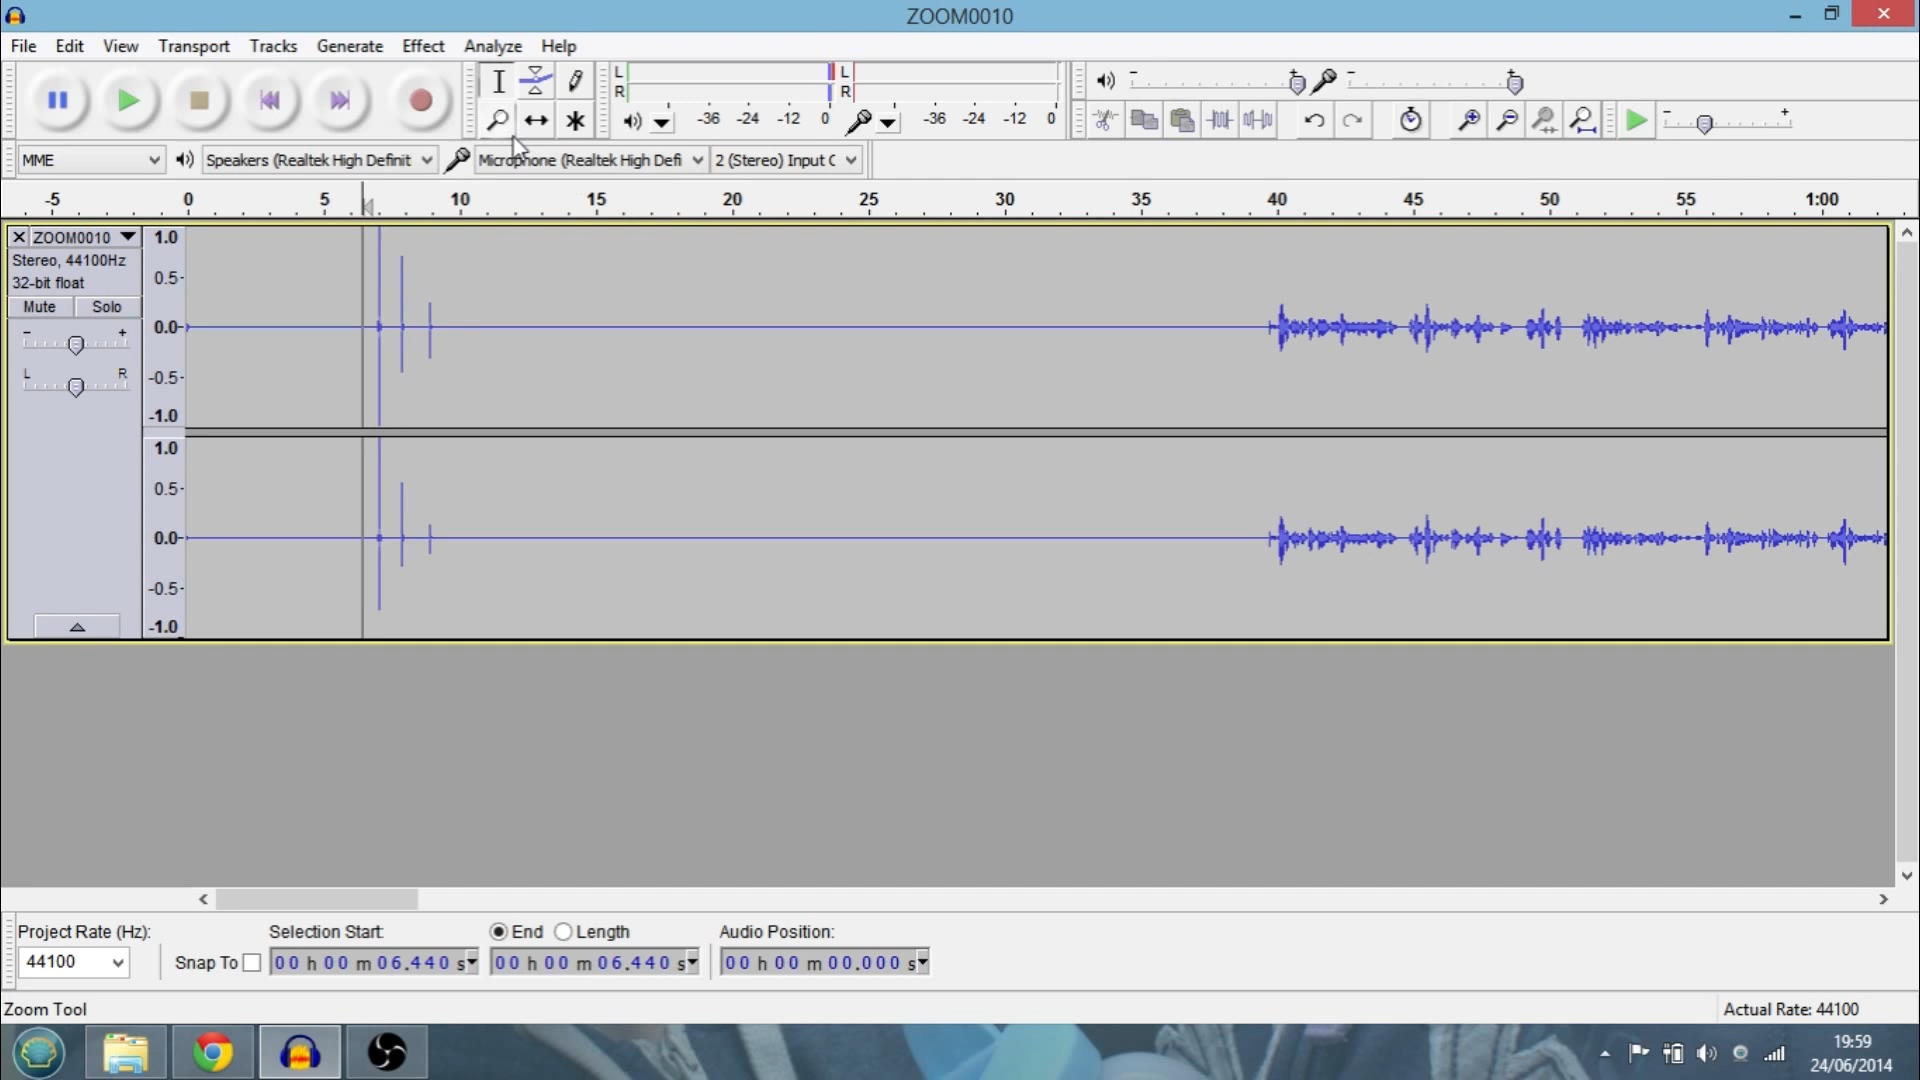 ZOOM0010
File Edit View Transport Tracks Generate Effect Analyze Help
L
R
L
R
-36 -24 -12 0
-36 -24 -12 0
MME
Speakers (Realtek High Definit
Microphone (Realtek High Defi
2 (Stereo) Input C
-5 0 5 10 15 20 25 30 35 40 45 50 55 1:00
ZOOM0010
Stereo, 44100Hz
32-bit float
Mute Solo
- +
L R
1.0
0.5-
0.0-
-0.5-
-1.0
1.0
0.5-
0.0-
-0.5-
-1.0
Project Rate (Hz):
44100
Snap To
Selection Start:
00 h 00 m 06.440 s
End Length
00 h 00 m 06.440 s
Audio Position:
00 h 00 m 00.000 s
Zoom Tool
Actual Rate: 44100
19:59
24/06/2014